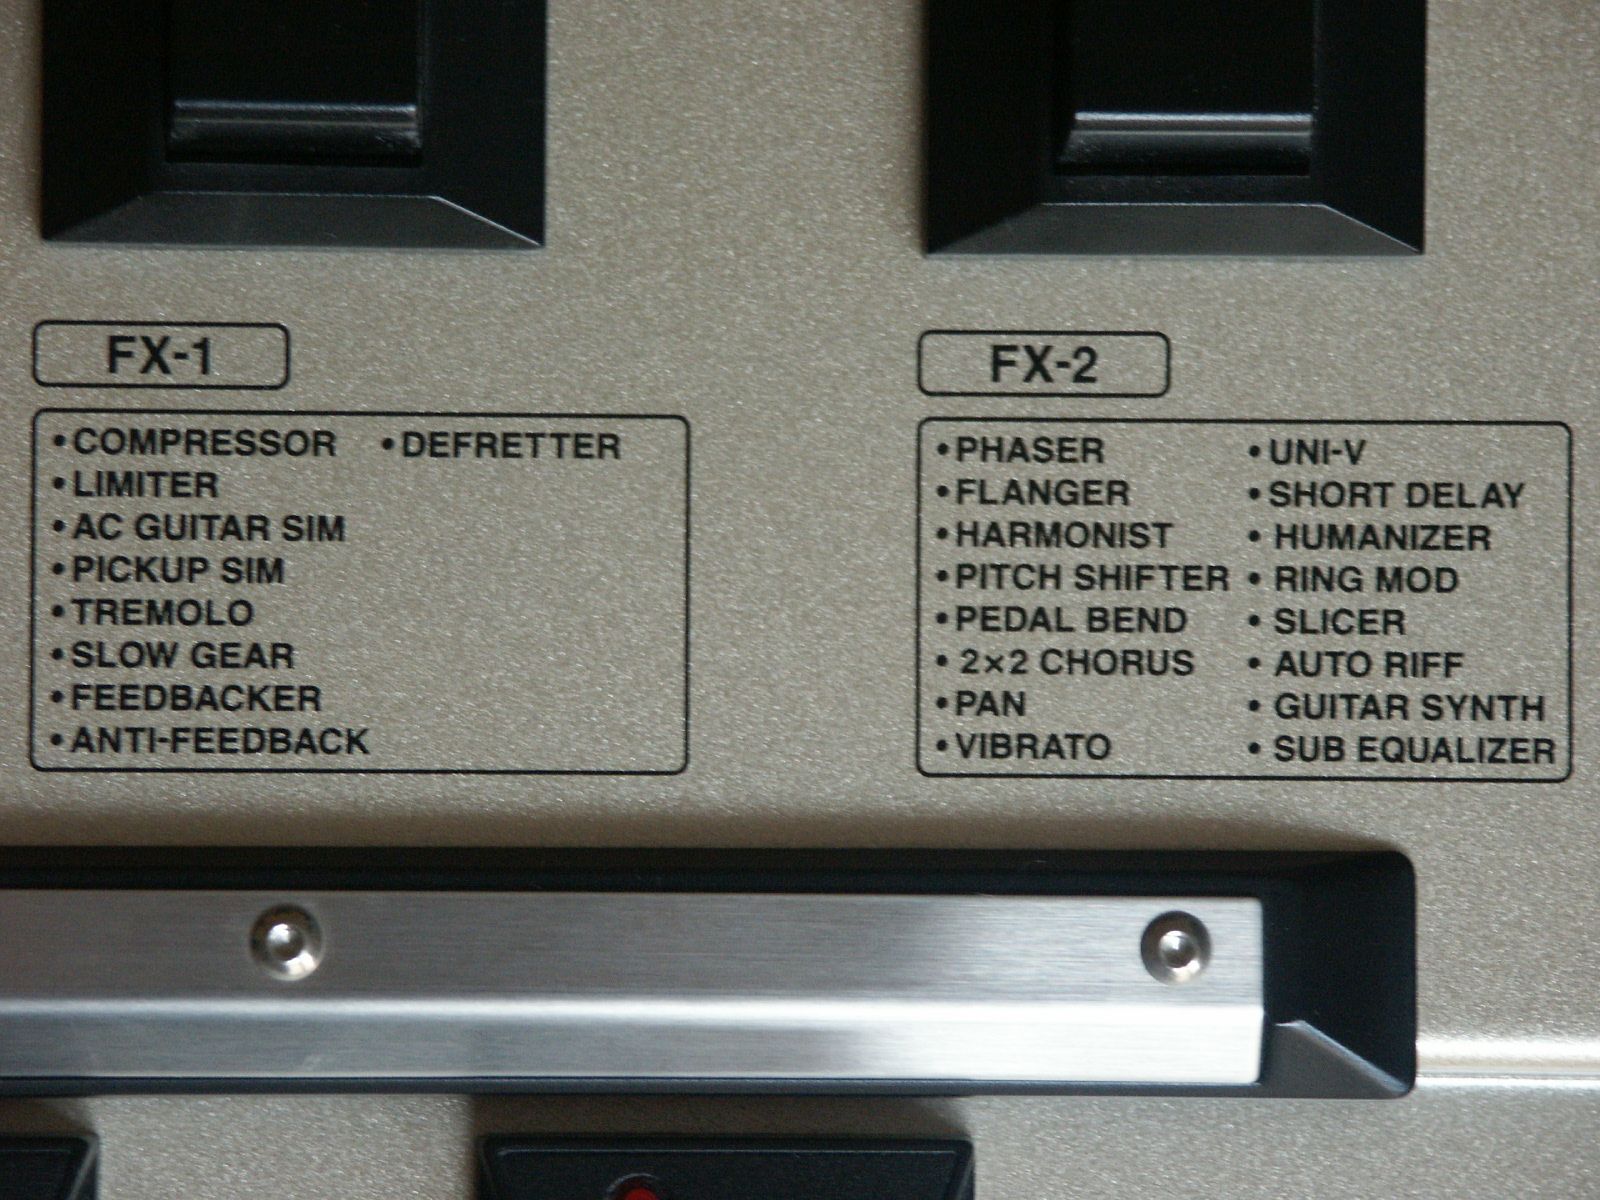 FX-1
•COMPRESSOR •DEFRETTER
•LIMITER
•AC GUITAR SIM
•PICKUP SIM
•TREMOLO
•SLOW GEAR
•FEEDBACKER
•ANTI-FEEDBACK
FX-2
•PHASER
•FLANGER
•HARMONIST
•PITCH SHIFTER
•PEDAL BEND
• 2×2 CHORUS
•PAN
•VIBRATO
•UNI-V
•SHORT DELAY
• HUMANIZER
• RING MOD
• SLICER
• AUTO RIFF
• GUITAR SYNTH
• SUB EQUALIZER